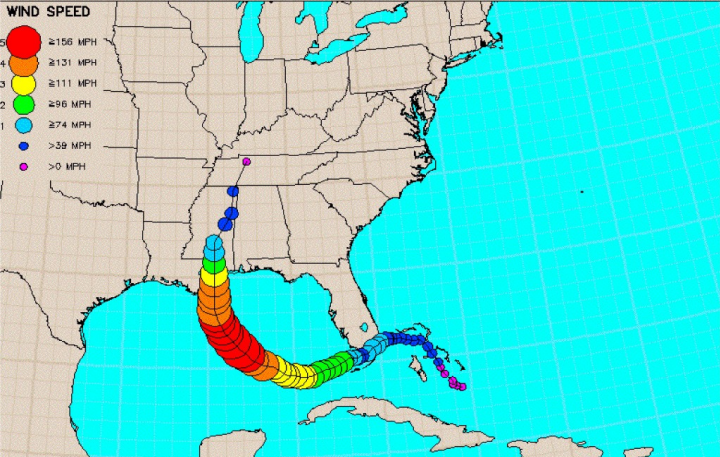 WIND SPEED
5 ≥156 MPH
4 ≥131 MPH
3 ≥111 MPH
2 ≥96 MPH
1 ≥74 MPH
>39 MPH
>0 MPH